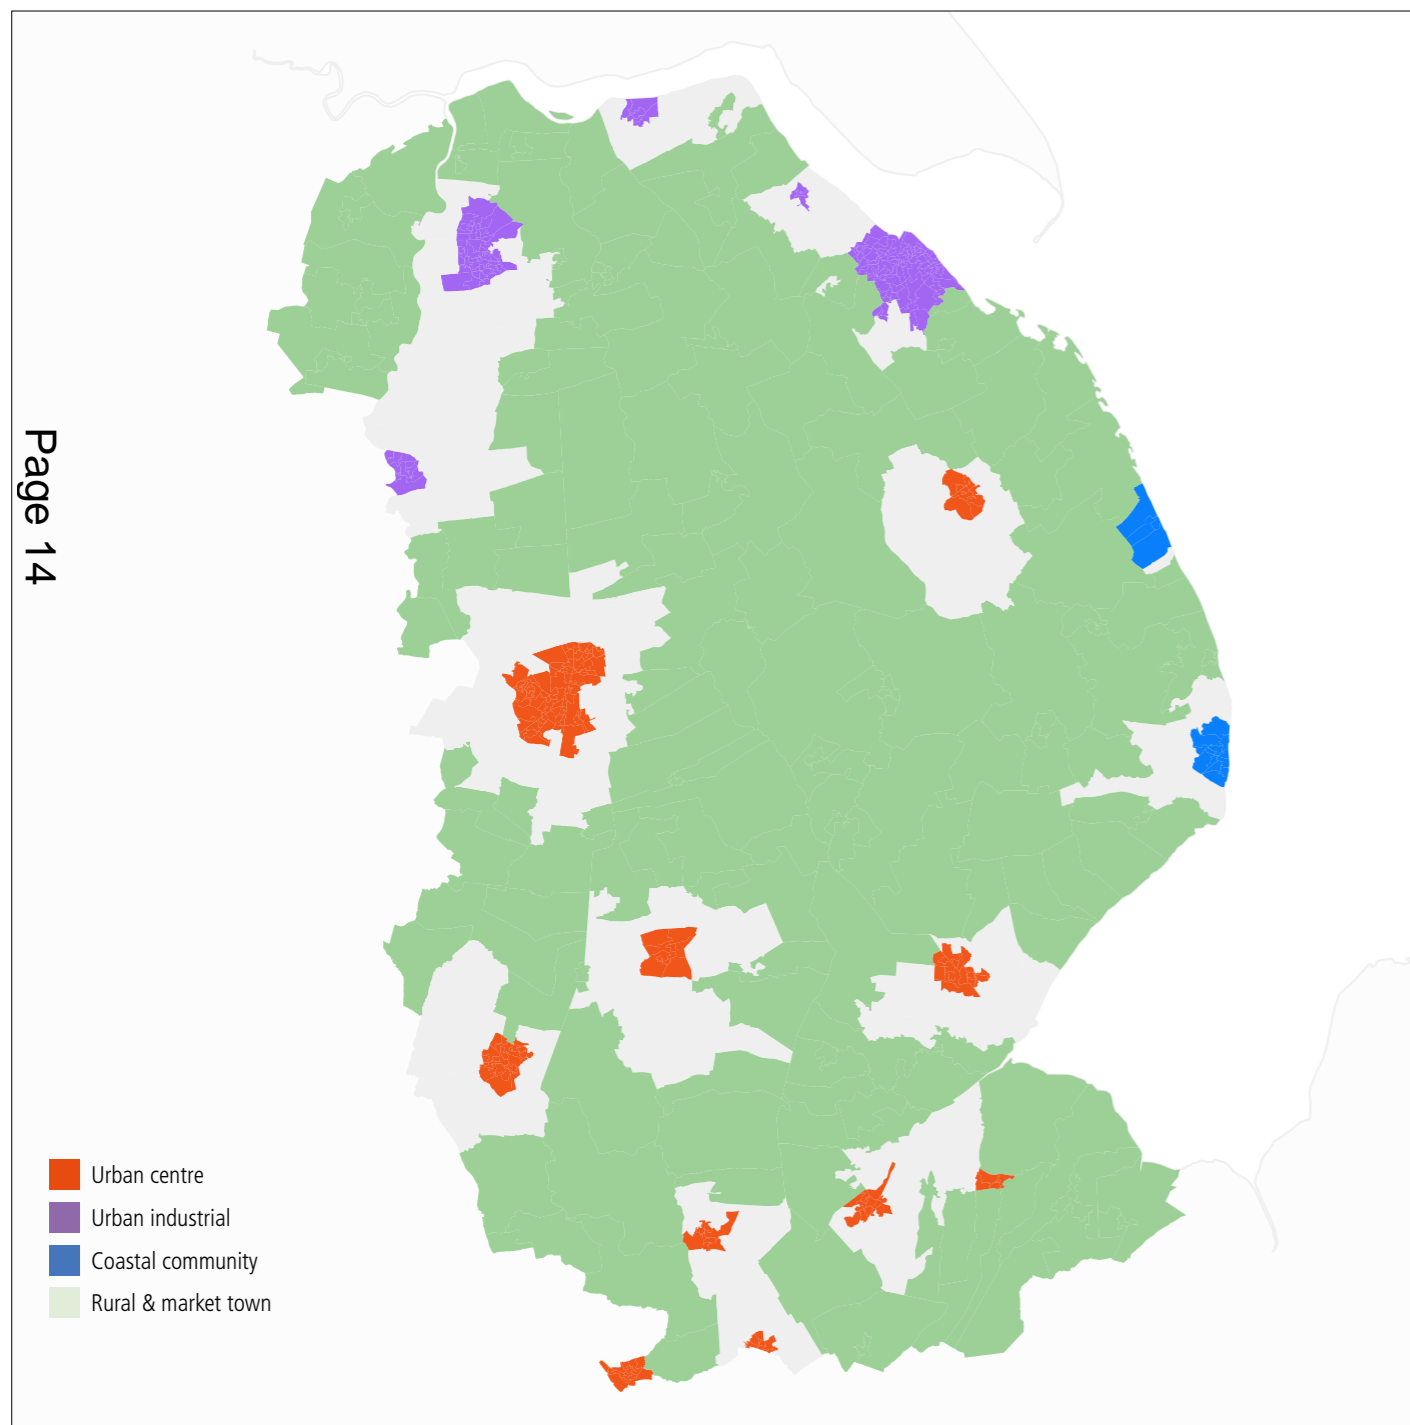 Page 14
Urban centre
Urban industrial
Coastal community
Rural & market town